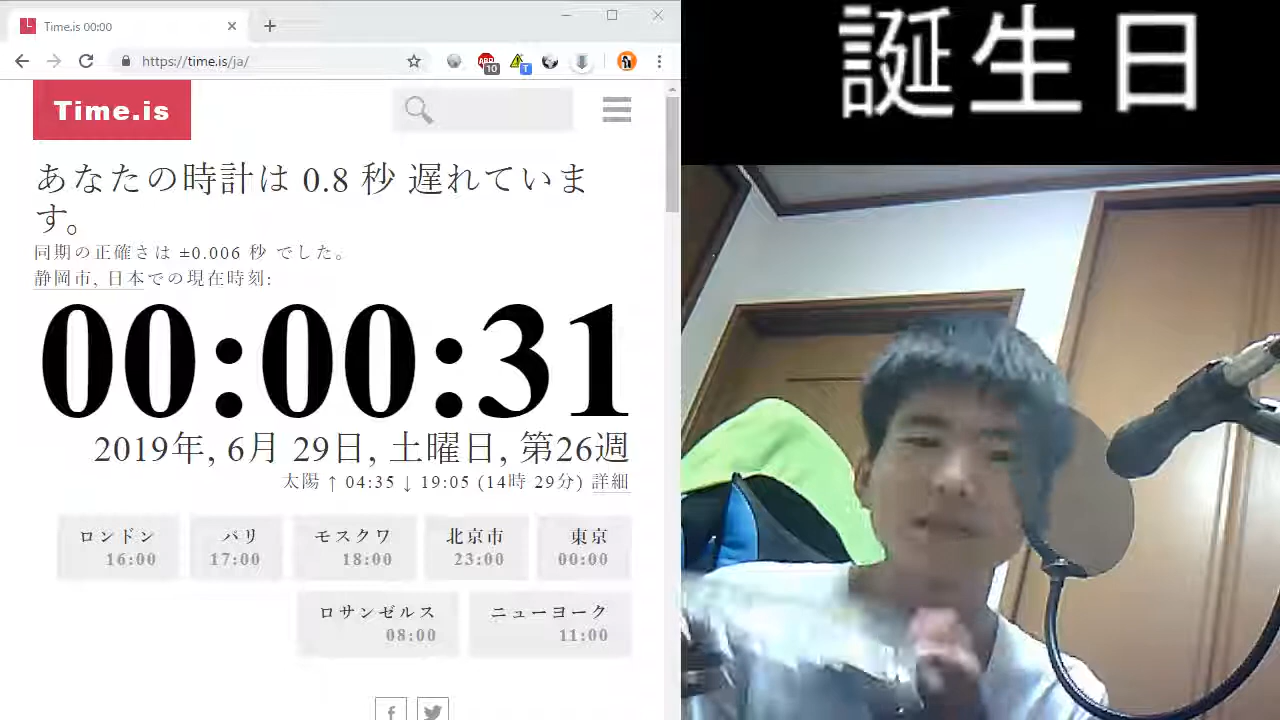 Time.is 00:00
https://time.is/ja/
ABP
10
T
Time.is
あなたの時計は 0.8 秒 遅れていま
す。
同期の正確さは ±0.006 秒 でした。
静岡市, 日本での現在時刻:
00:00:31
2019年, 6月 29日, 土曜日, 第26週
太陽 ↑ 04:35 ↓ 19:05 (14時 29分) 詳細
ロンドン
16:00
パリ
17:00
モスクワ
18:00
北京市
23:00
東京
00:00
ロサンゼルス
08:00
ニューヨーク
11:00
誕生日